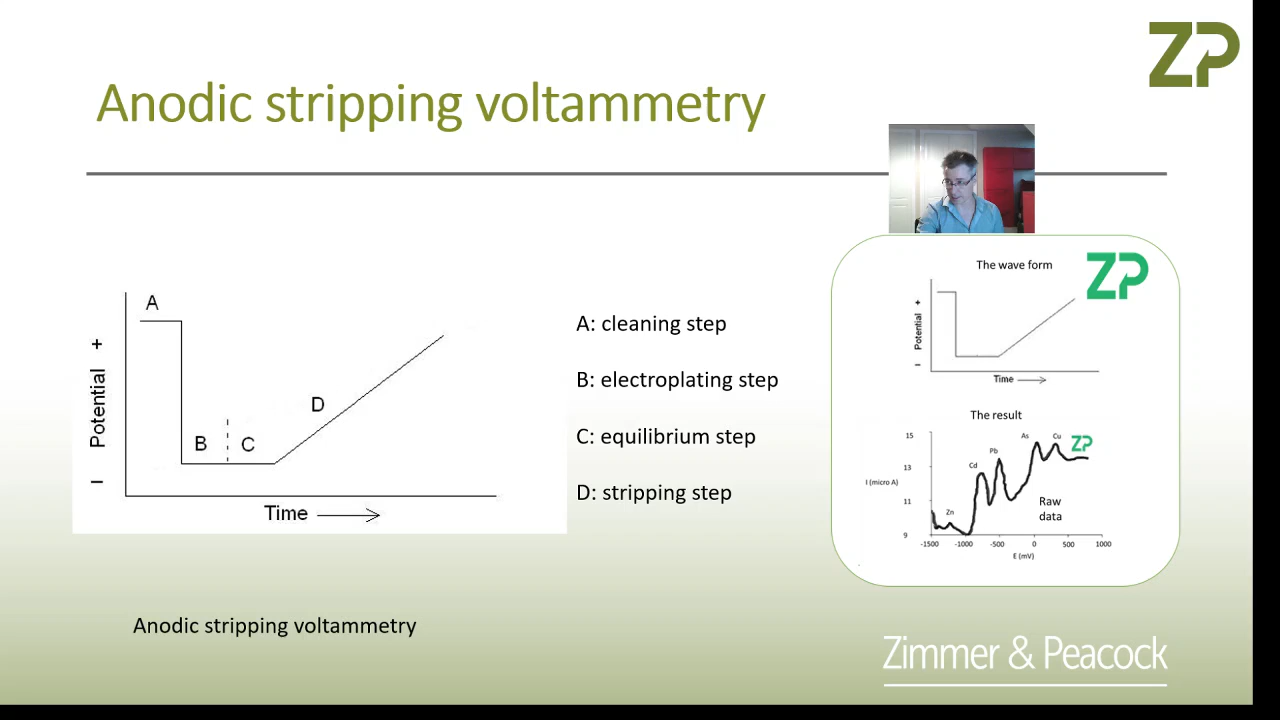 ZP
Anodic stripping voltammetry
A
Potential
+
−
B
C
D
Time
A: cleaning step
B: electroplating step
C: equilibrium step
D: stripping step
The wave form
ZP
Potential
+
−
Time
The result
15
13
11
9
I (micro A)
Zn
Cd
Pb
As
Cu
ZP
Raw
data
-1500
-1000
-500
0
500
1000
E (mV)
Anodic stripping voltammetry
Zimmer & Peacock